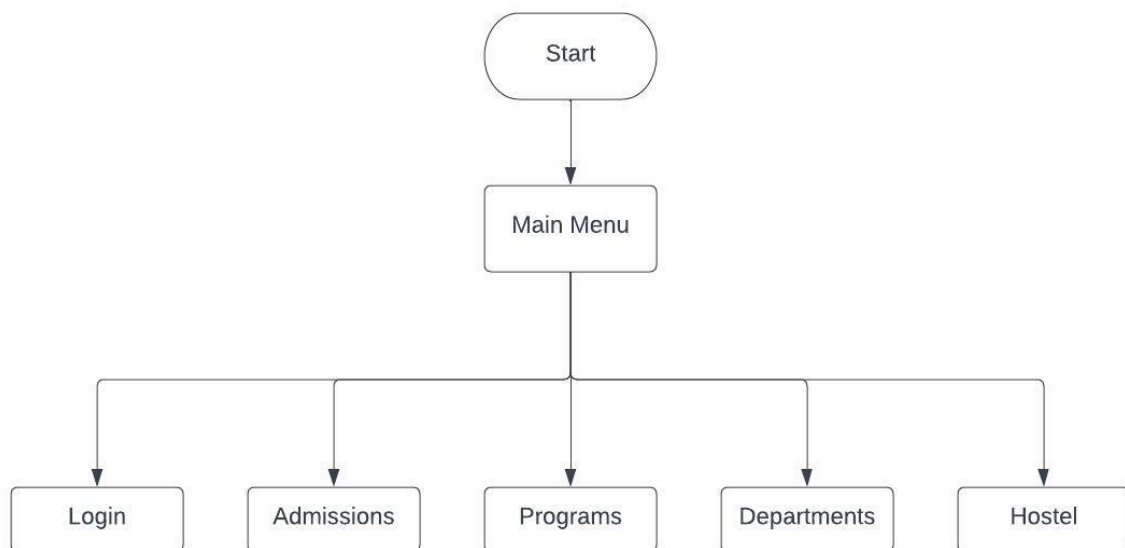 Start
Main Menu
Login
Admissions
Programs
Departments
Hostel